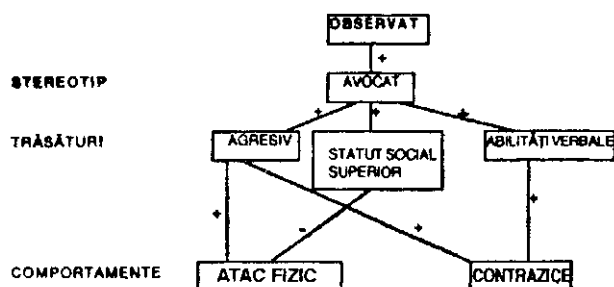 OBSERVAT
+
STEREOTIP AVOCAT
+ + +
TRĂSĂTURI AGRESIV STATUT SOCIAL SUPERIOR ABILITĂȚI VERBALE
+ - + +
COMPORTAMENTE ATAC FIZIC CONTRAZICE